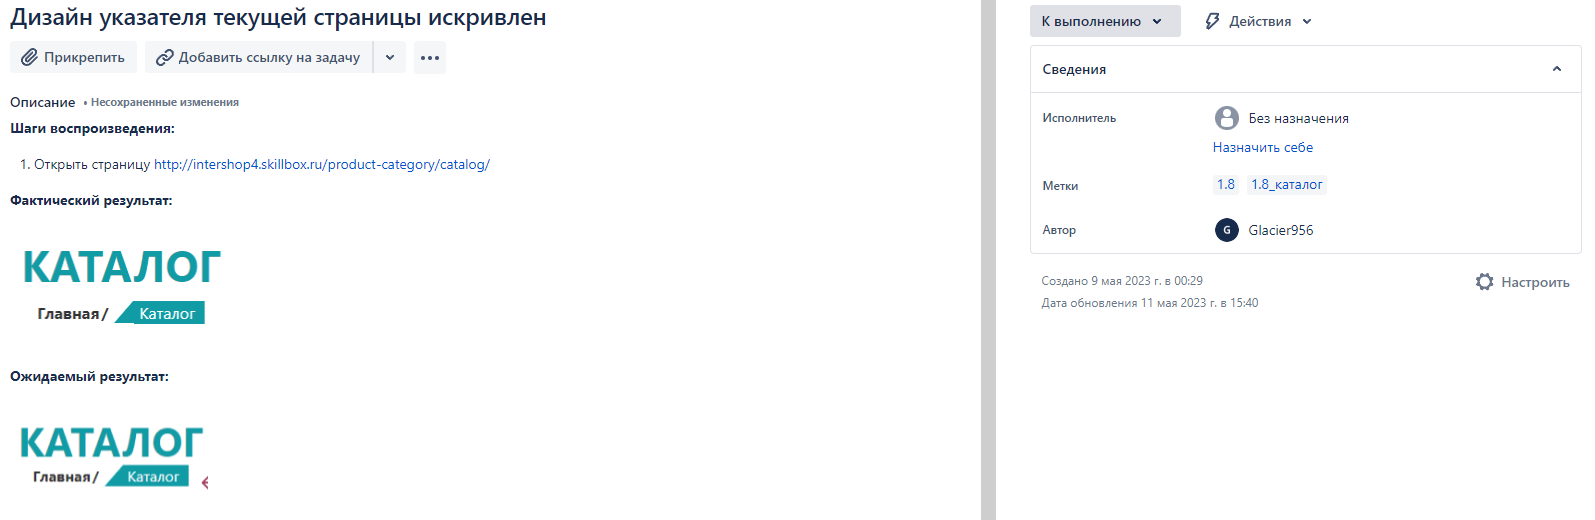 Дизайн указателя текущей страницы искривлен
Прикрепить
Добавить ссылку на задачу
Описание • Несохраненные изменения
Шаги воспроизведения:
1. Открыть страницу http://intershop4.skillbox.ru/product-category/catalog/
Фактический результат:
КАТАЛОГ
Главная / Каталог
Ожидаемый результат:
КАТАЛОГ
Главная / Каталог
К выполнению
Действия
Сведения
Исполнитель
Без назначения
Назначить себе
Метки
1.8 1.8_каталог
Автор
G Glacier956
Создано 9 мая 2023 г. в 00:29
Настроить
Дата обновления 11 мая 2023 г. в 15:40